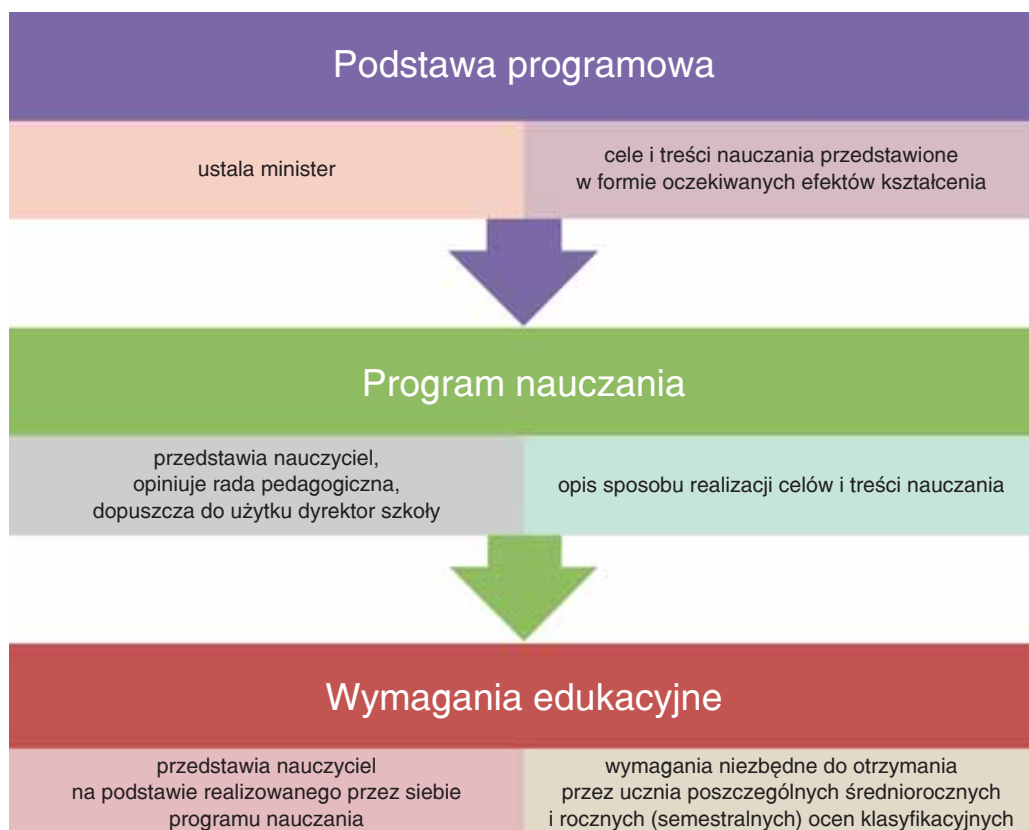 Podstawa programowa
ustala minister
cele i treści nauczania przedstawione
w formie oczekiwanych efektów kształcenia
Program nauczania
przedstawia nauczyciel,
opiniuje rada pedagogiczna,
dopuszcza do użytku dyrektor szkoły
opis sposobu realizacji celów i treści nauczania
Wymagania edukacyjne
przedstawia nauczyciel
na podstawie realizowanego przez siebie
programu nauczania
wymagania niezbędne do otrzymania
przez ucznia poszczególnych średniorocznych
i rocznych (semestralnych) ocen klasyfikacyjnych